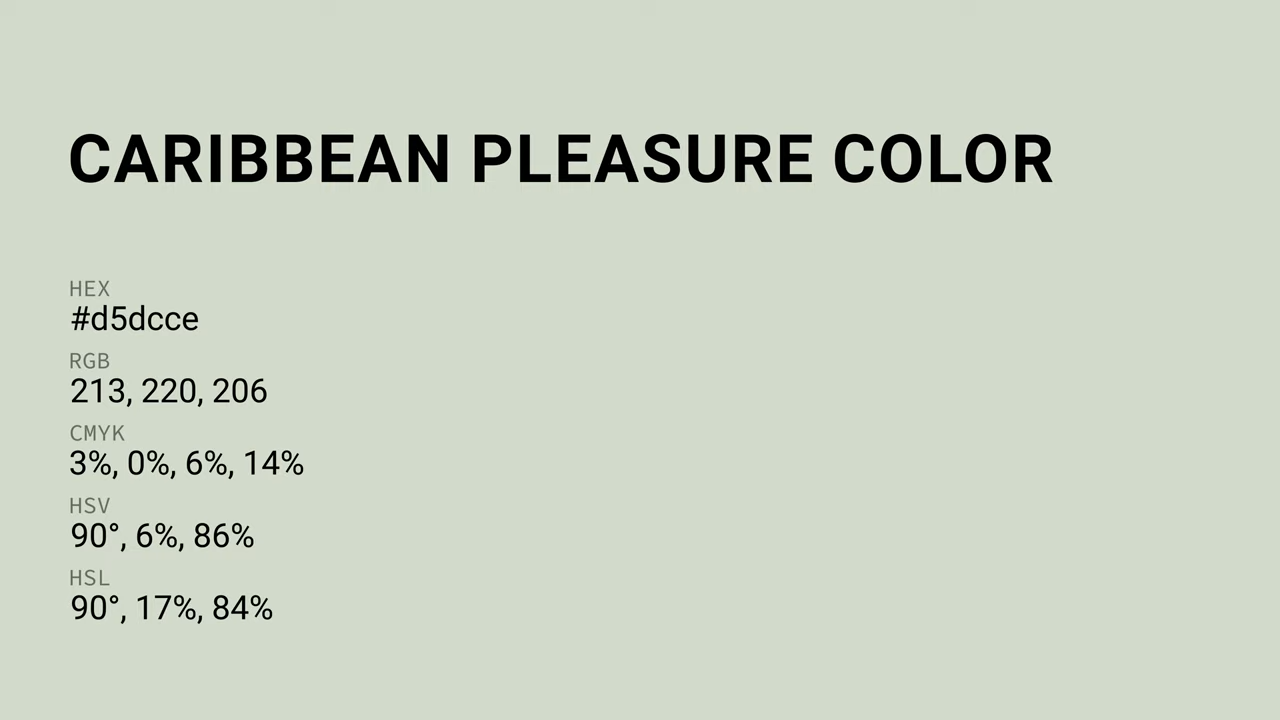 CARIBBEAN PLEASURE COLOR
HEX
#d5dcce
RGB
213, 220, 206
CMYK
3%, 0%, 6%, 14%
HSV
90°, 6%, 86%
HSL
90°, 17%, 84%